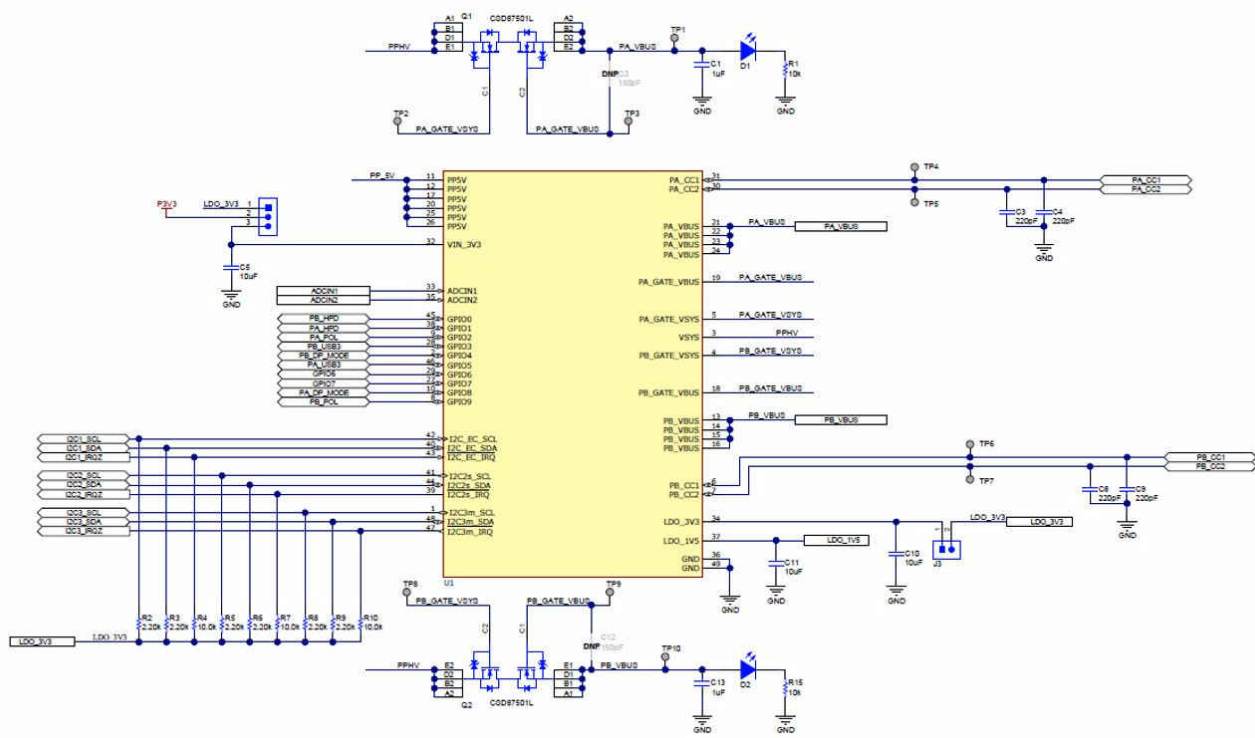 A1 Q1 CSD87501L A2
B1 B2
D1 D2
PPHV E1 E2 PA_VBUS TP1
C1 C2 DNP C2 150pF C1 1uF D1 R1 10k
GND GND
TP2 TP3
PA_GATE_VSYS PA_GATE_VBUS
PP_5V 11 PP5V
12 PP5V
17 PP5V
20 PP5V
25 PP5V
26 PP5V
P3V3 LDO_3V3 1
2
3
32 VIN_3V3
C5
10uF
GND
ADCIN1 33 ADCIN1
ADCIN2 35 ADCIN2
PB_HPD 45 GPIO0
PA_HPD 38 GPIO1
PA_POL 9 GPIO2
PB_USB3 28 GPIO3
PB_DP_MODE 2 GPIO4
PA_USB3 46 GPIO5
GPIO6 29 GPIO6
GPIO7 27 GPIO7
PA_DP_MODE 10 GPIO8
PB_POL 8 GPIO9
I2C1_SCL 42 I2C_EC_SCL
I2C1_SDA 40 I2C_EC_SDA
I2C1_IRQZ 43 I2C_EC_IRQ
I2C2_SCL 41 I2C2s_SCL
I2C2_SDA 44 I2C2s_SDA
I2C2_IRQZ 39 I2C2s_IRQ
I2C3_SCL 1 I2C3m_SCL
I2C3_SDA 48 I2C3m_SDA
I2C3_IRQZ 47 I2C3m_IRQ
U1
PA_CC1 31 TP4 PA_CC1
PA_CC2 30 TP5 PA_CC2
C3 220pF C4 220pF
GND
PA_VBUS 21 PA_VBUS PA_VBUS
PA_VBUS 22
PA_VBUS 23
PA_VBUS 24
PA_GATE_VBUS 19 PA_GATE_VBUS
PA_GATE_VSYS 5 PA_GATE_VSYS
VSYS 3 PPHV
PB_GATE_VSYS 4 PB_GATE_VSYS
PB_GATE_VBUS 18 PB_GATE_VBUS
PB_VBUS 13 PB_VBUS PB_VBUS
PB_VBUS 14
PB_VBUS 15
PB_VBUS 16
TP6
PB_CC1 6 PB_CC1
PB_CC2 7 TP7 PB_CC2
C8 220pF C9 220pF
GND
LDO_3V3 34 1 2 LDO_3V3 LDO_3V3
LDO_1V5 37 LDO_1V5
C11 10uF C10 10uF J3
GND 36
GND 49
GND GND GND
R2 2.20k R3 2.20k R4 10.0k R5 2.20k R6 2.20k R7 10.0k R8 2.20k R9 2.20k R10 10.0k
LDO_3V3 LDO_3V3
TP8 TP9
PB_GATE_VSYS PB_GATE_VBUS
C2 C1 DNP C12 150pF
PPHV E2 E1 PB_VBUS TP10
D2 D1
B2 B1
A2 A1
Q2 CSD87501L
C13 1uF D2 R15 10k
GND GND